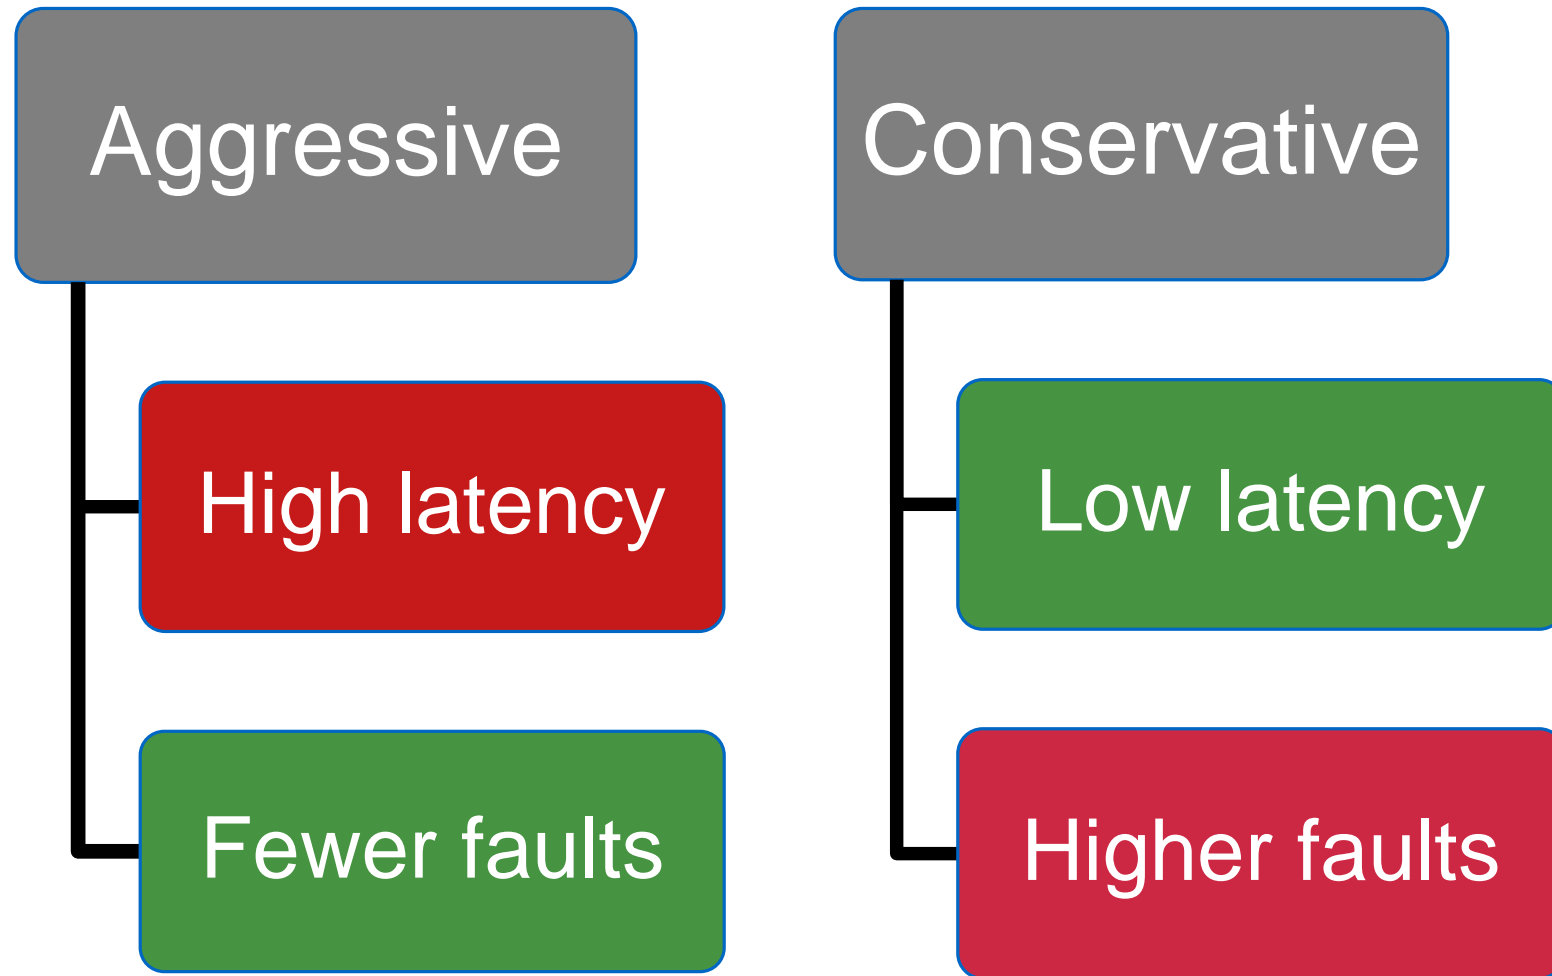 Aggressive
High latency
Fewer faults
Conservative
Low latency
Higher faults